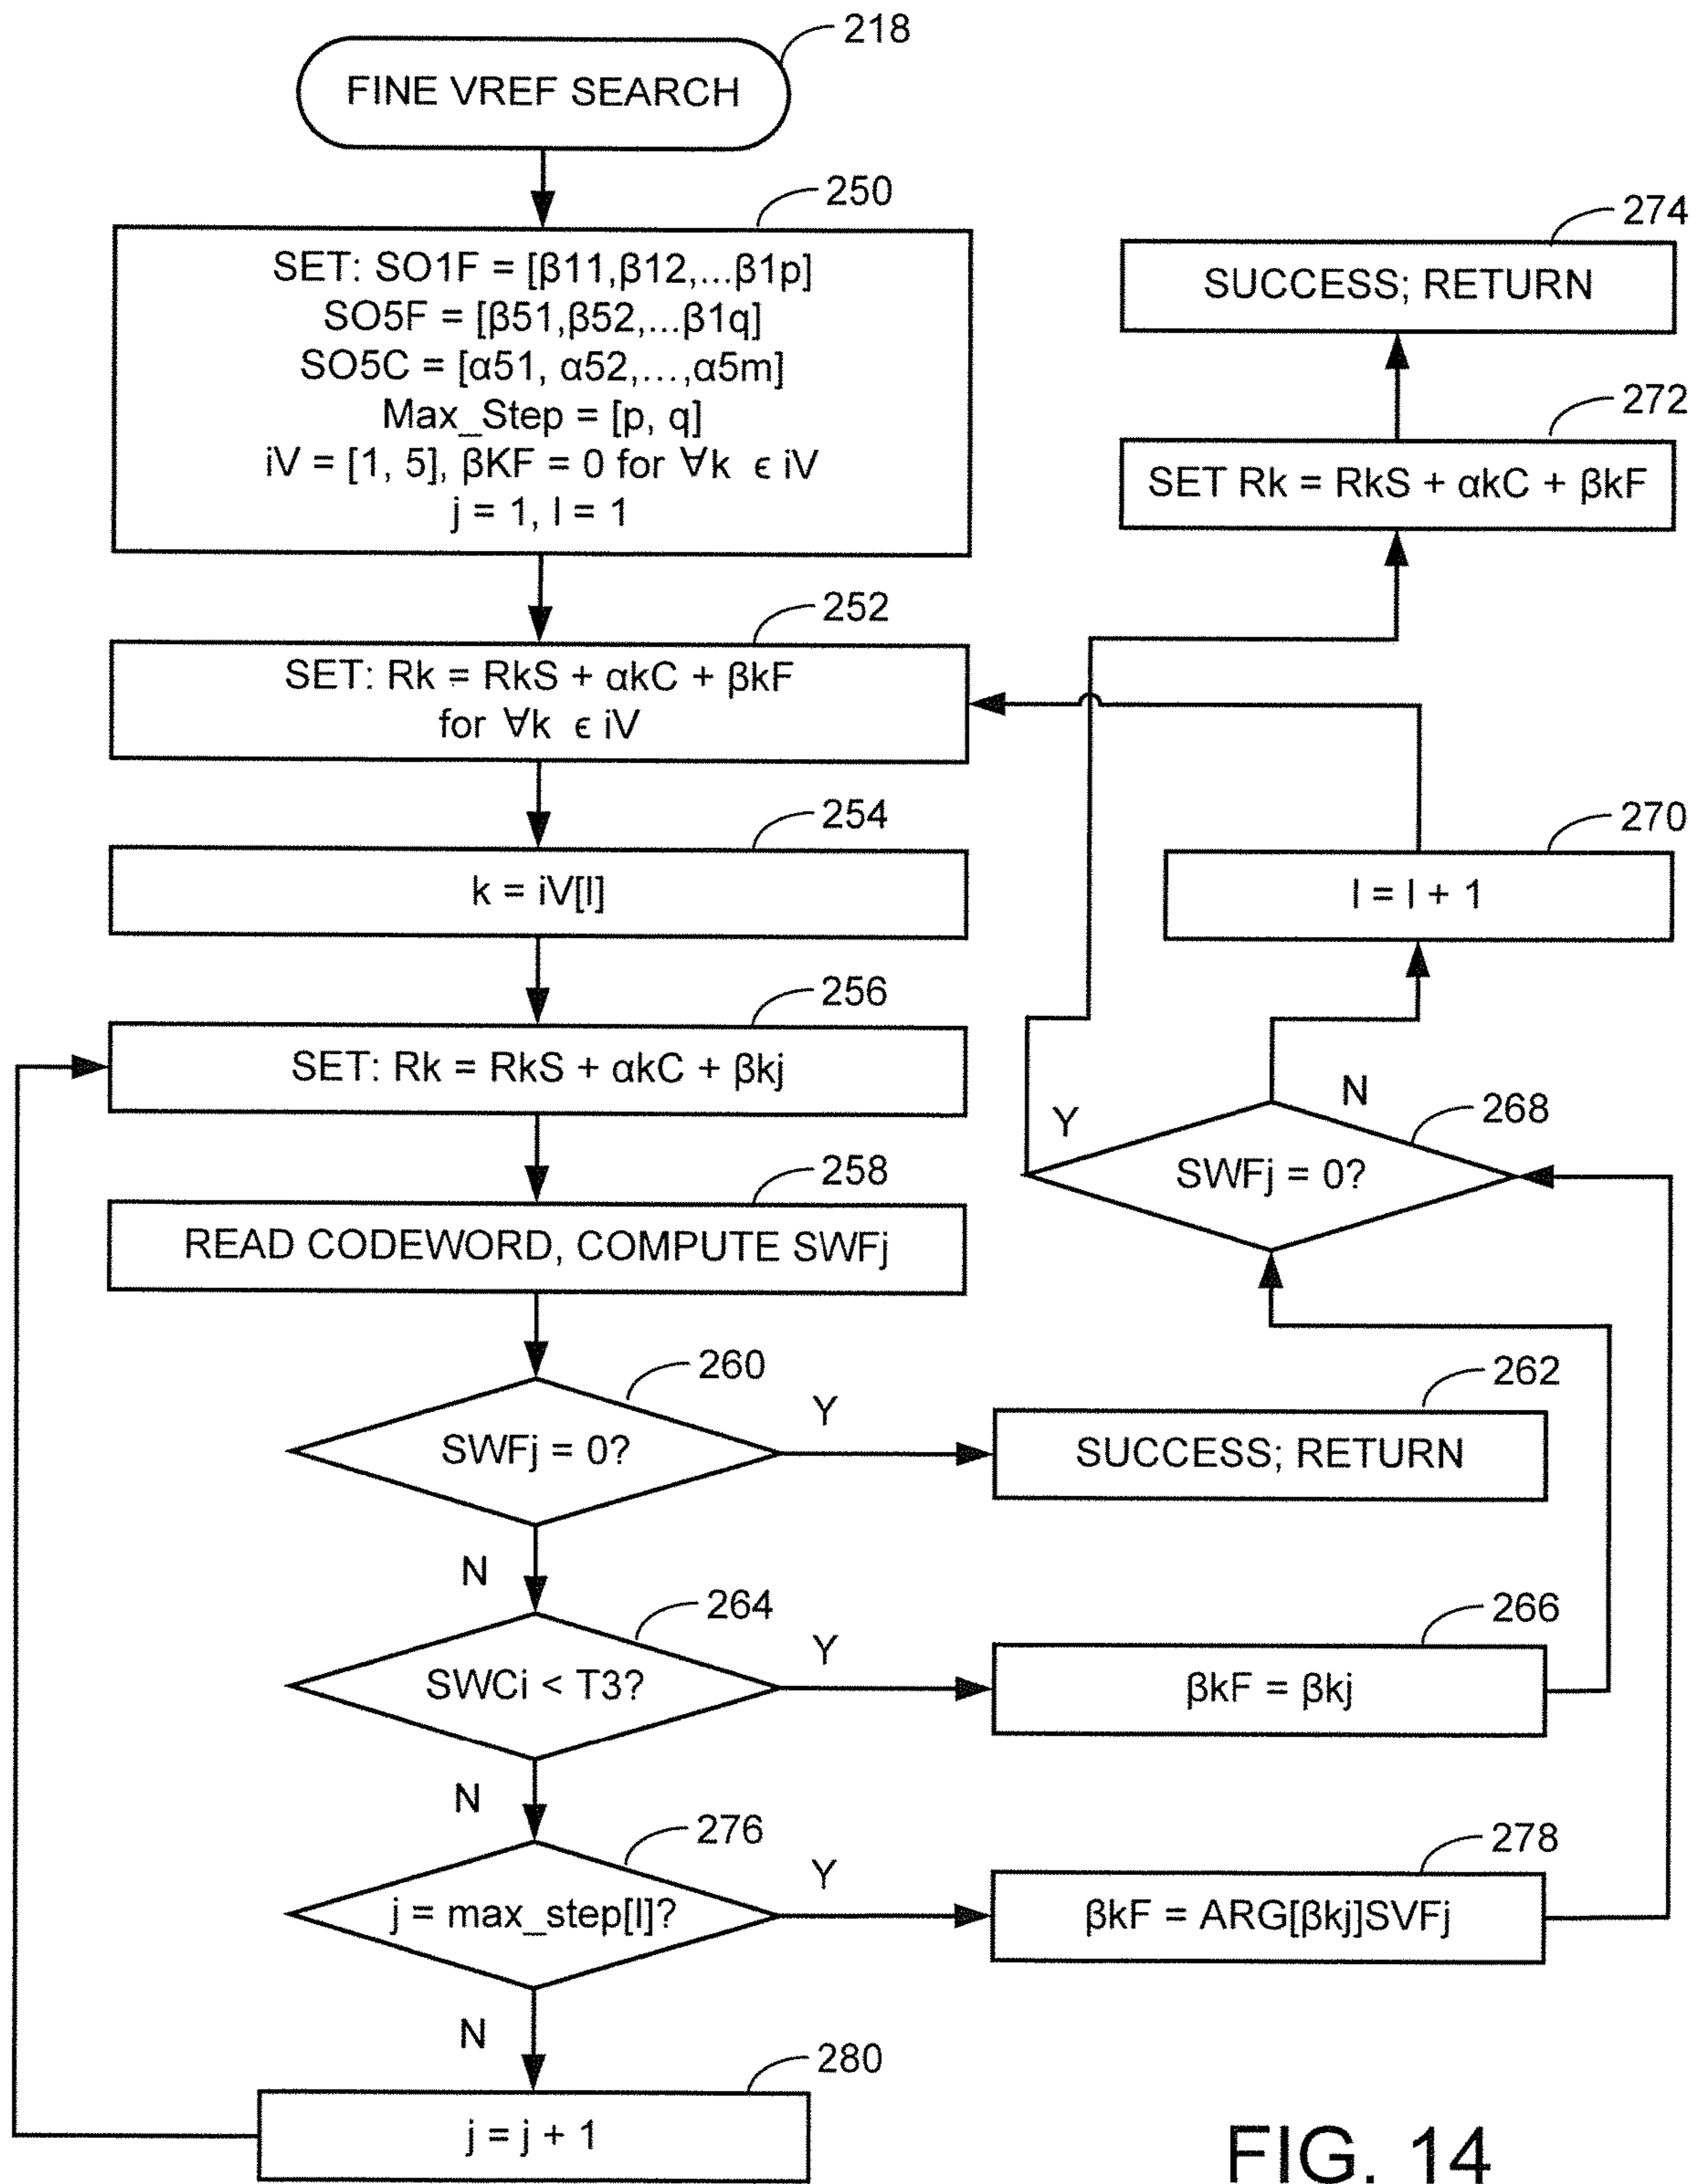 FINE VREF SEARCH
218
250
SET: SO1F = [β11,β12,...β1p]
SO5F = [β51,β52,...β1q]
SO5C = [α51, α52,...,α5m]
Max_Step = [p, q]
iV = [1, 5], βKF = 0 for ∀k ϵ iV
j = 1, l = 1
252
SET: Rk = RkS + αkC + βkF
for ∀k ϵ iV
254
k = iV[l]
256
SET: Rk = RkS + αkC + βkj
258
READ CODEWORD, COMPUTE SWFj
260
SWFj = 0?
Y
N
262
SUCCESS; RETURN
264
SWCi < T3?
Y
N
266
βkF = βkj
276
j = max_step[l]?
Y
N
278
βkF = ARG[βkj]SVFj
280
j = j + 1
268
SWFj = 0?
Y
N
270
l = l + 1
272
SET Rk = RkS + αkC + βkF
274
SUCCESS; RETURN
FIG. 14